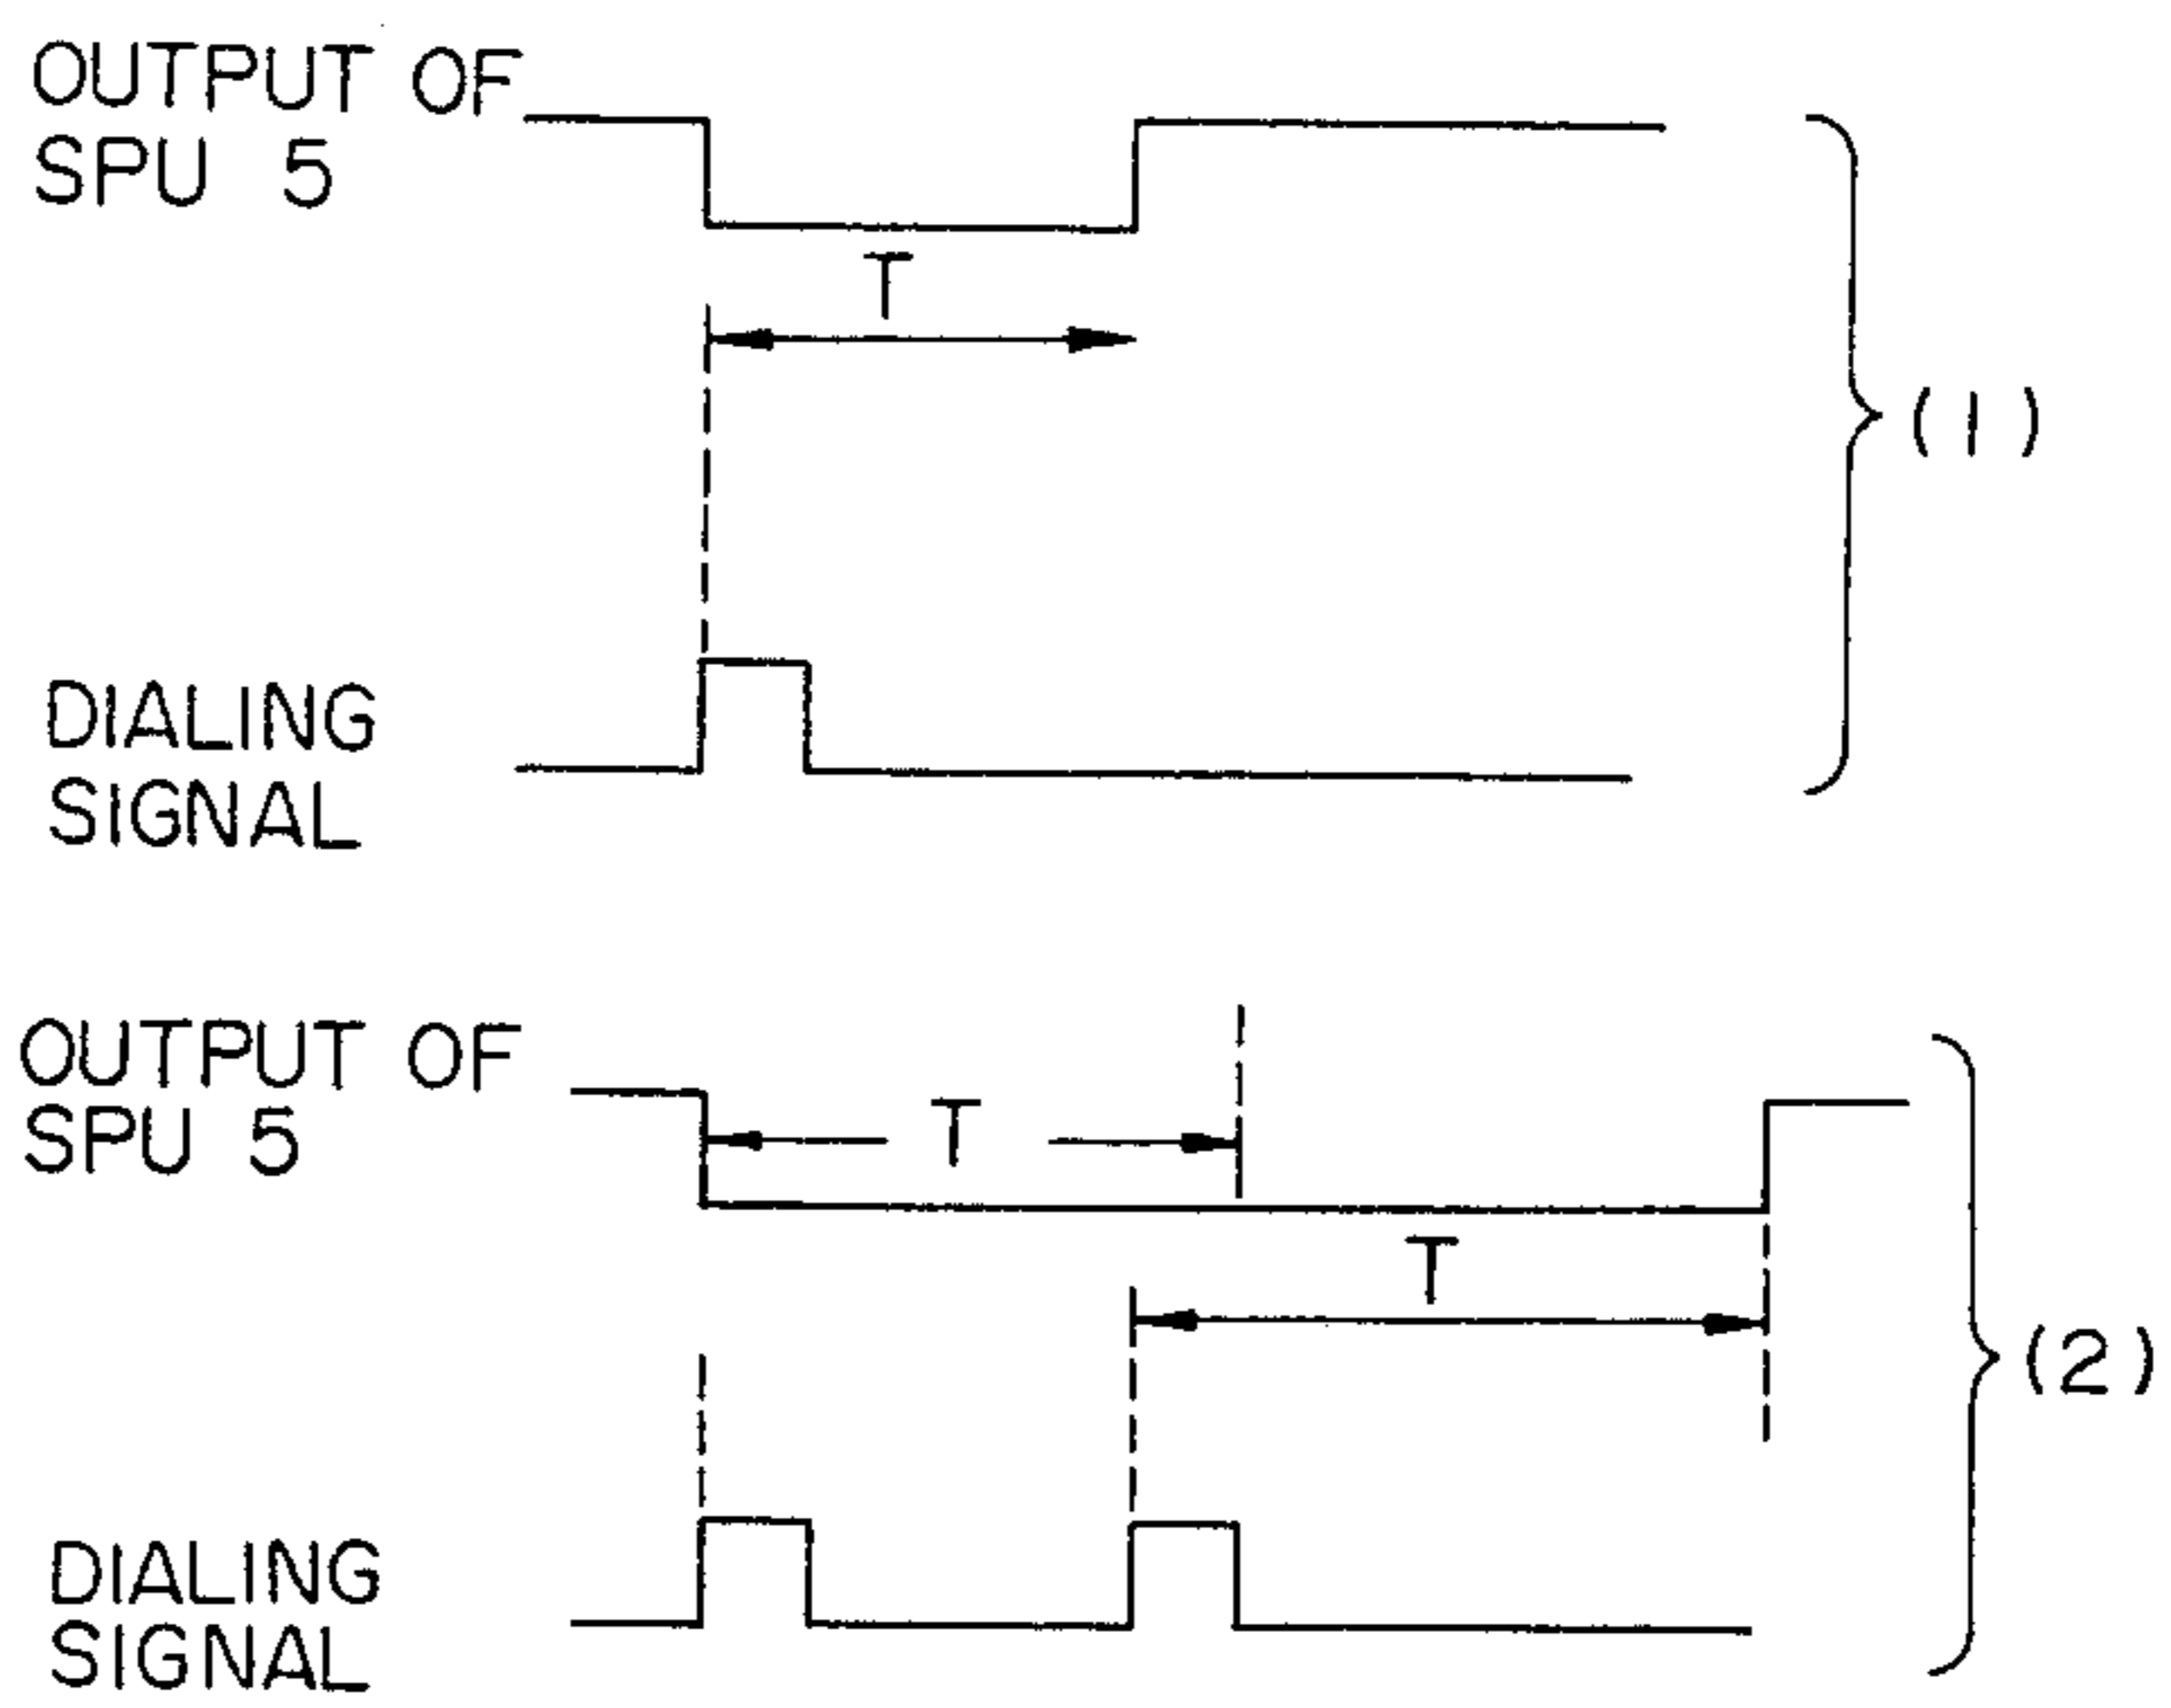 OUTPUT OF
SPU 5
T
(1)
DIALING
SIGNAL
OUTPUT OF
SPU 5
T
T
(2)
DIALING
SIGNAL